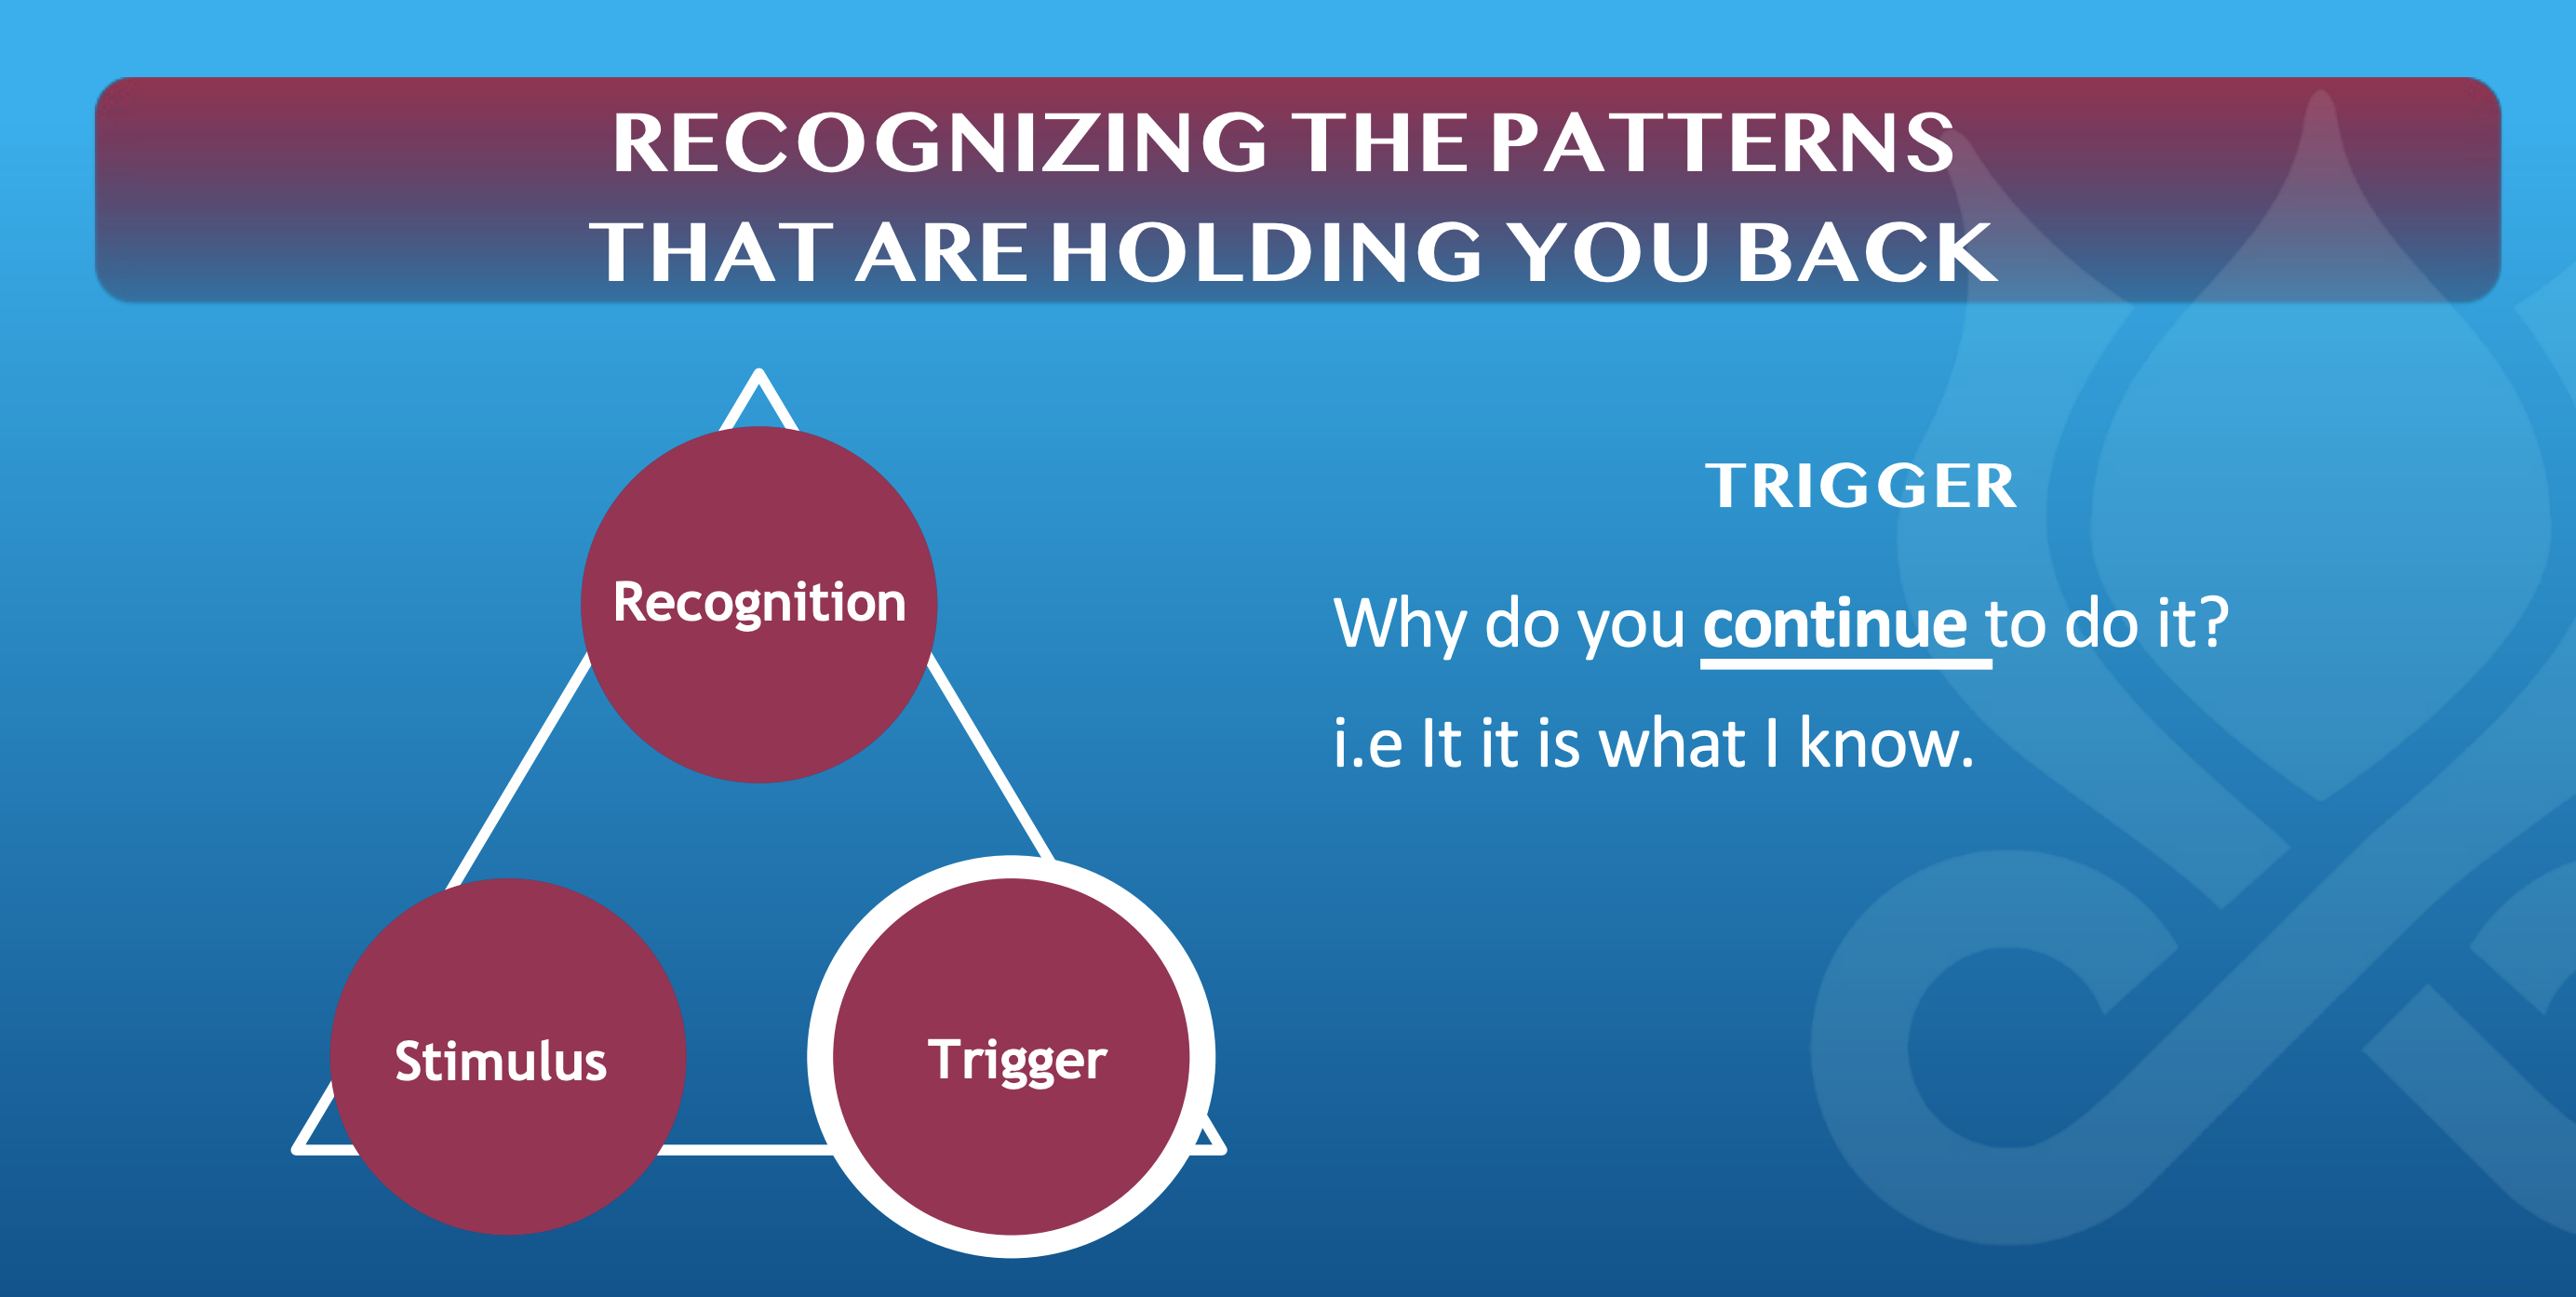 RECOGNIZING THE PATTERNS
THAT ARE HOLDING YOU BACK
Recognition
Stimulus
Trigger
TRIGGER
Why do you continue to do it?
i.e It it is what I know.